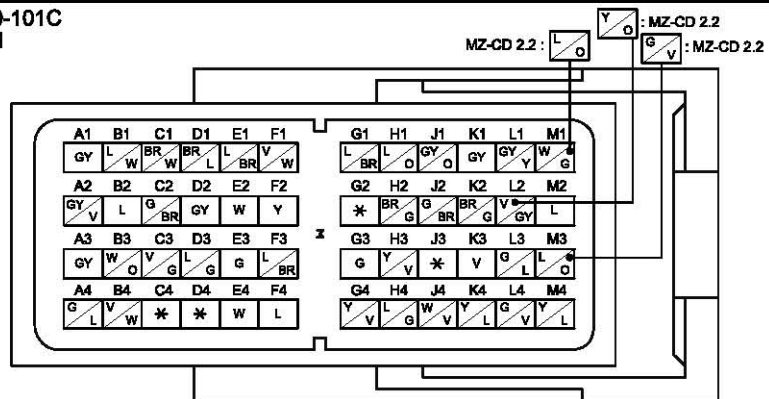 0-101C
Y/O : MZ-CD 2.2
MZ-CD 2.2 : L/O
G/V : MZ-CD 2.2
A1 B1 C1 D1 E1 F1 G1 H1 J1 K1 L1 M1
GY L/W BR/W BR/L L/BR V/W L/BR L/O GY/O GY GY/Y W/G
A2 B2 C2 D2 E2 F2 G2 H2 J2 K2 L2 M2
GY/V L G/BR GY W Y * BR/G G/BR BR/G V/GY L
A3 B3 C3 D3 E3 F3 G3 H3 J3 K3 L3 M3
GY W/O V/G L/G G L/BR G Y/V * V G/L L/O
A4 B4 C4 D4 E4 F4 G4 H4 J4 K4 L4 M4
G/L V/W * * W L Y/V L/G W/V Y/L G/V Y/L